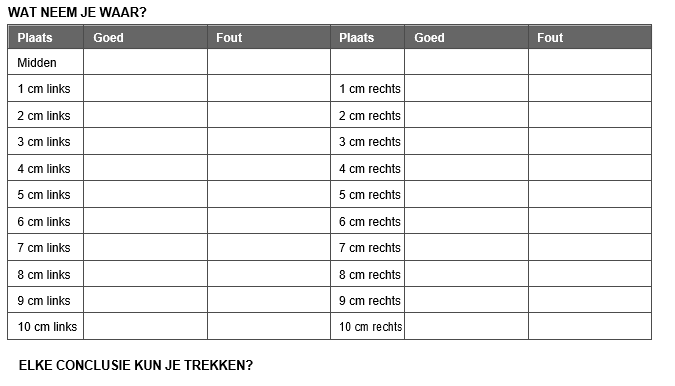 WAT NEEM JE WAAR?
Plaats Goed Fout Plaats Goed Fout
Midden
1 cm links 1 cm rechts
2 cm links 2 cm rechts
3 cm links 3 cm rechts
4 cm links 4 cm rechts
5 cm links 5 cm rechts
6 cm links 6 cm rechts
7 cm links 7 cm rechts
8 cm links 8 cm rechts
9 cm links 9 cm rechts
10 cm links 10 cm rechts
ELKE CONCLUSIE KUN JE TREKKEN?